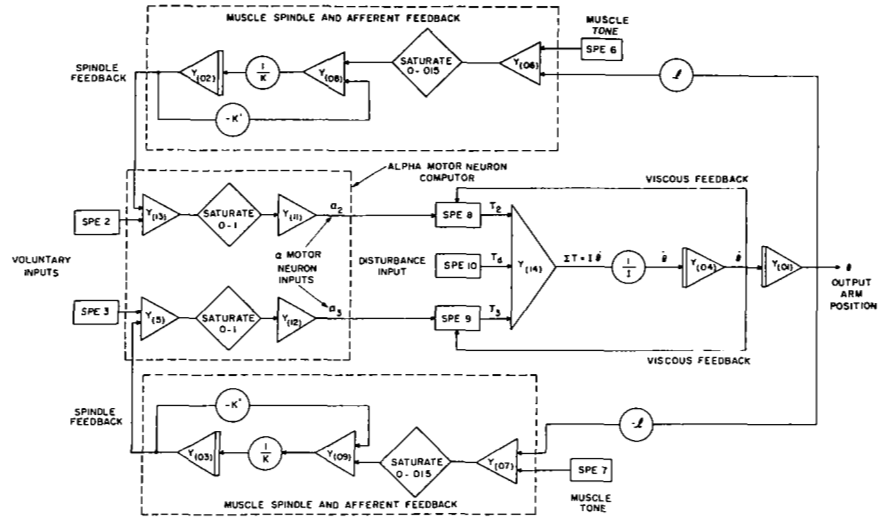 MUSCLE SPINDLE AND AFFERENT FEEDBACK
MUSCLE
TONE
SPE 6
SPINDLE
FEEDBACK
Y(02)
1/K
Y(08)
SATURATE
0-.015
Y(06)
ℓ
-K'
ALPHA MOTOR NEURON
COMPUTOR
VISCOUS FEEDBACK
SPE 2
Y(13)
SATURATE
0-1
Y(11)
α2
SPE 8
T2
VOLUNTARY
INPUTS
α MOTOR
NEURON
INPUTS
DISTURBANCE
INPUT
SPE 10
Td
Y(14)
ΣT = I θ̈
1/I
θ̈
Y(04)
θ̇
Y(01)
θ
OUTPUT
ARM
POSITION
SPE 3
Y(5)
SATURATE
0-1
Y(12)
α3
SPE 9
T3
VISCOUS FEEDBACK
SPINDLE
FEEDBACK
-K'
-ℓ
Y(03)
1/K
Y(09)
SATURATE
0-.015
Y(07)
SPE 7
MUSCLE SPINDLE AND AFFERENT FEEDBACK
MUSCLE
TONE